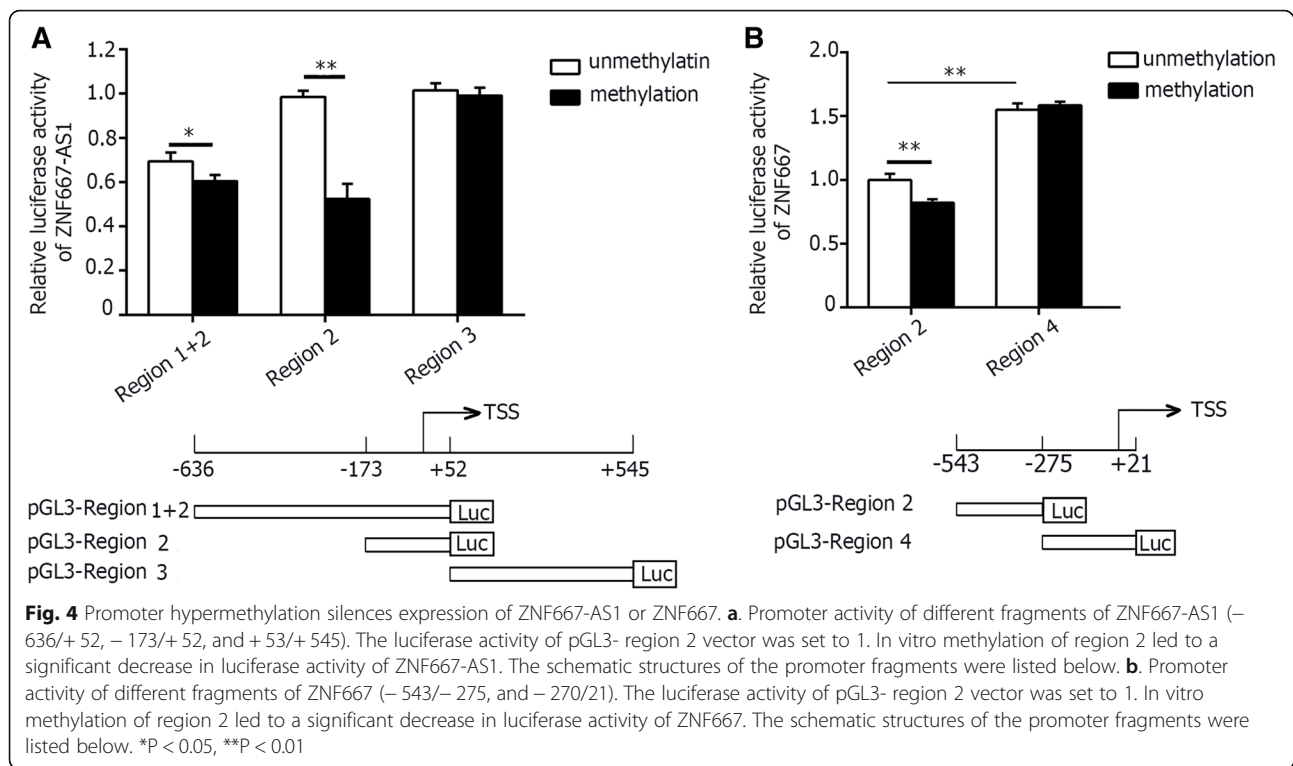 A
Relative luciferase activity
of ZNF667-AS1
1.2
1.0
0.8
0.6
0.4
0.2
0
*
**
unmethylatin
methylation
Region 1+2
Region 2
Region 3
TSS
-636
-173
+52
+545
pGL3-Region 1+2
Luc
pGL3-Region 2
Luc
pGL3-Region 3
Luc
B
Relative luciferase activity
of ZNF667
2.0
1.5
1.0
0.5
0
**
**
unmethylation
methylation
Region 2
Region 4
TSS
-543
-275
+21
pGL3-Region 2
Luc
pGL3-Region 4
Luc
Fig. 4 Promoter hypermethylation silences expression of ZNF667-AS1 or ZNF667. a. Promoter activity of different fragments of ZNF667-AS1 (−
636/+ 52, − 173/+ 52, and + 53/+ 545). The luciferase activity of pGL3- region 2 vector was set to 1. In vitro methylation of region 2 led to a
significant decrease in luciferase activity of ZNF667-AS1. The schematic structures of the promoter fragments were listed below. b. Promoter
activity of different fragments of ZNF667 (− 543/− 275, and − 270/21). The luciferase activity of pGL3- region 2 vector was set to 1. In vitro
methylation of region 2 led to a significant decrease in luciferase activity of ZNF667. The schematic structures of the promoter fragments were
listed below. *P < 0.05, **P < 0.01